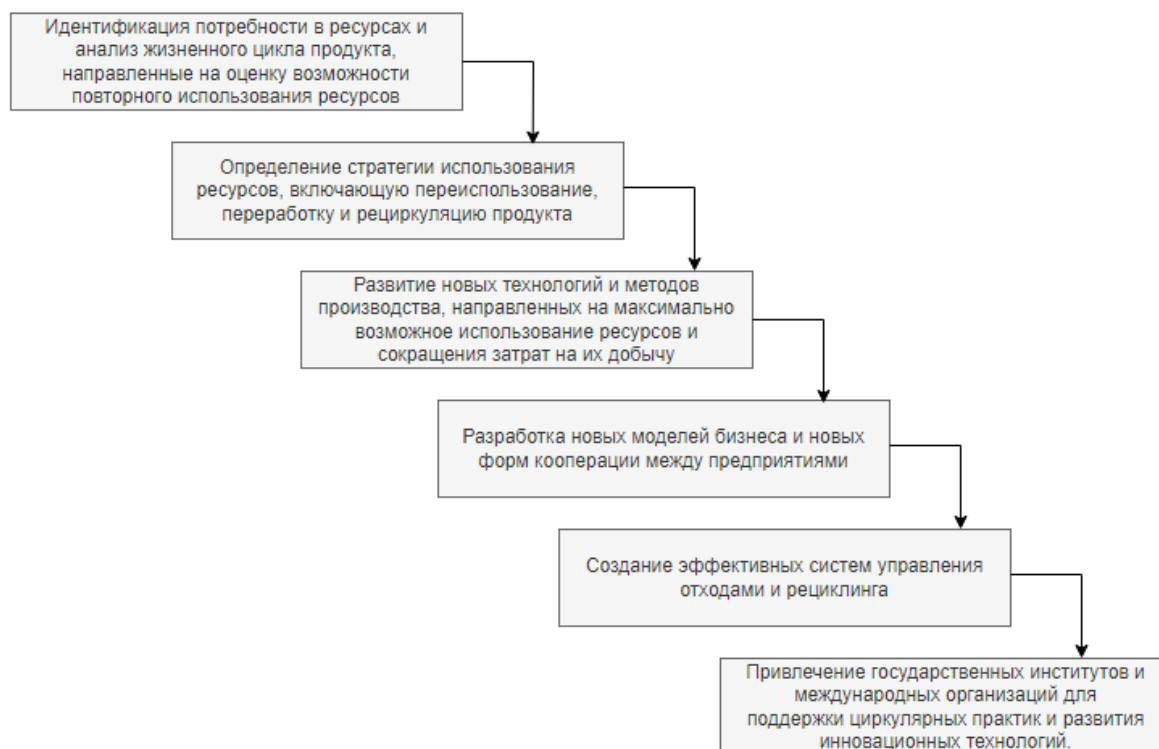 Идентификация потребности в ресурсах и
анализ жизненного цикла продукта,
направленные на оценку возможности
повторного использования ресурсов
Определение стратегии использования
ресурсов, включающую переиспользование,
переработку и рециркуляцию продукта
Развитие новых технологий и методов
производства, направленных на максимально
возможное использование ресурсов и
сокращения затрат на их добычу
Разработка новых моделей бизнеса и новых
форм кооперации между предприятиями
Создание эффективных систем управления
отходами и рециклинга
Привлечение государственных институтов и
международных организаций для
поддержки циркулярных практик и развития
инновационных технологий.